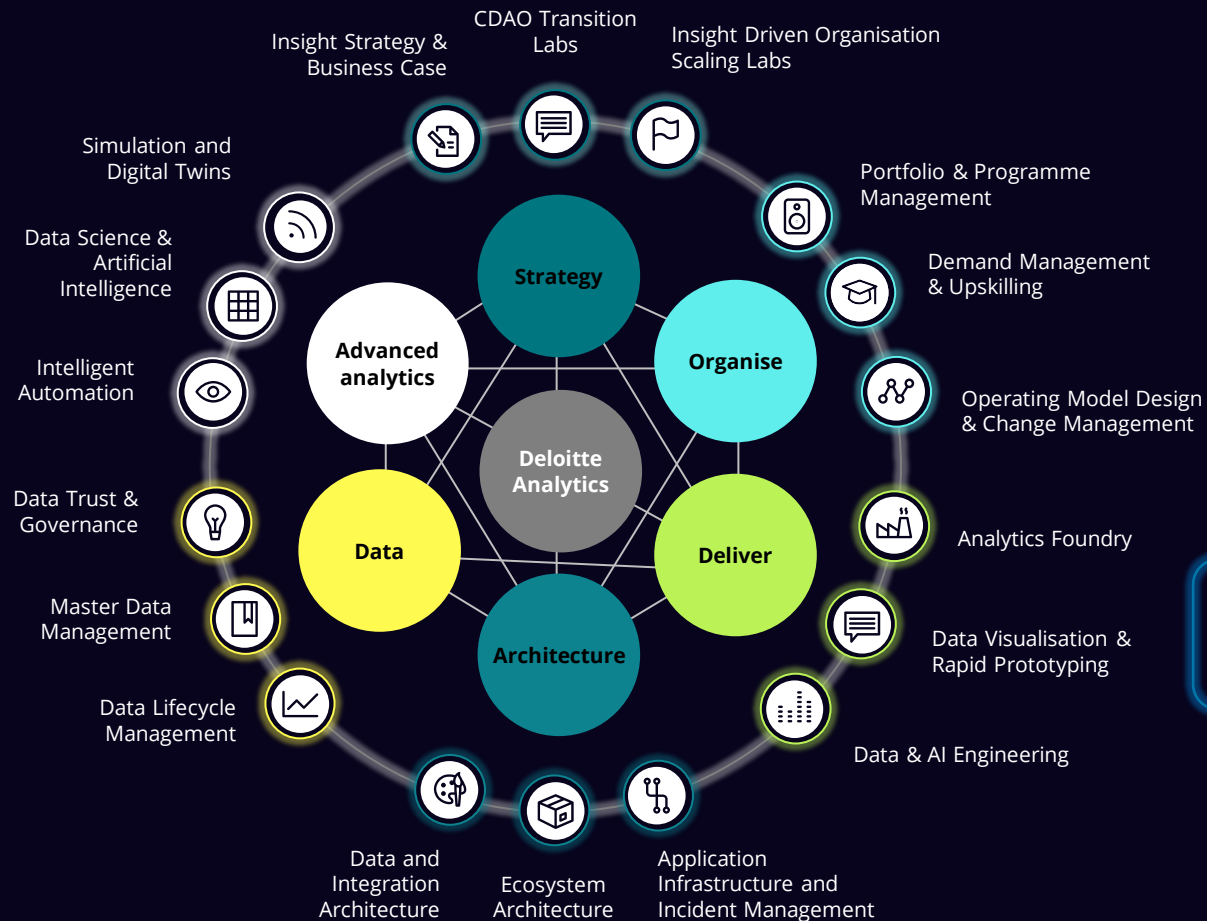 CDAO Transition
Labs
Insight Strategy &
Business Case
Insight Driven Organisation
Scaling Labs
Simulation and
Digital Twins
Portfolio & Programme
Management
Data Science &
Artificial
Intelligence
Demand Management
& Upskilling
Strategy
Advanced
analytics
Organise
Intelligent
Automation
Operating Model Design
& Change Management
Deloitte
Analytics
Data Trust &
Governance
Data
Deliver
Analytics Foundry
Master Data
Management
Data Visualisation &
Rapid Prototyping
Architecture
Data Lifecycle
Management
Data & AI Engineering
Data and
Integration
Architecture
Ecosystem
Architecture
Application
Infrastructure and
Incident Management